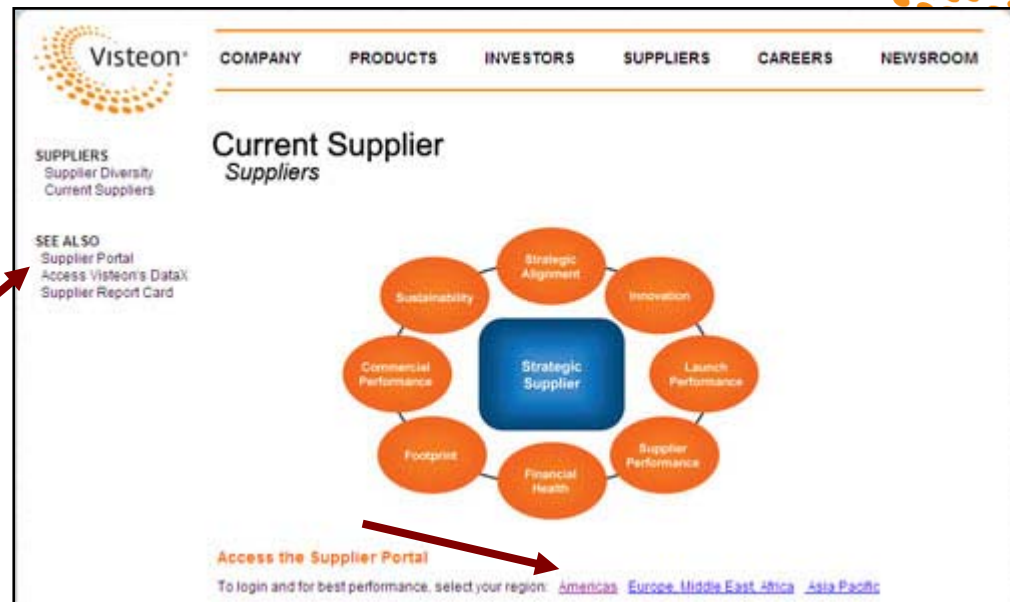 Visteon
COMPANY PRODUCTS INVESTORS SUPPLIERS CAREERS NEWSROOM
SUPPLIERS
Supplier Diversity
Current Suppliers
SEE ALSO
Supplier Portal
Access Visteon's DataX
Supplier Report Card
Current Supplier
Suppliers
Strategic
Alignment
Innovation
Launch
Performance
Supplier
Performance
Financial
Health
Footprint
Commercial
Performance
Sustainability
Strategic
Supplier
Access the Supplier Portal
To login and for best performance, select your region: Americas Europe, Middle East, Africa Asia Pacific